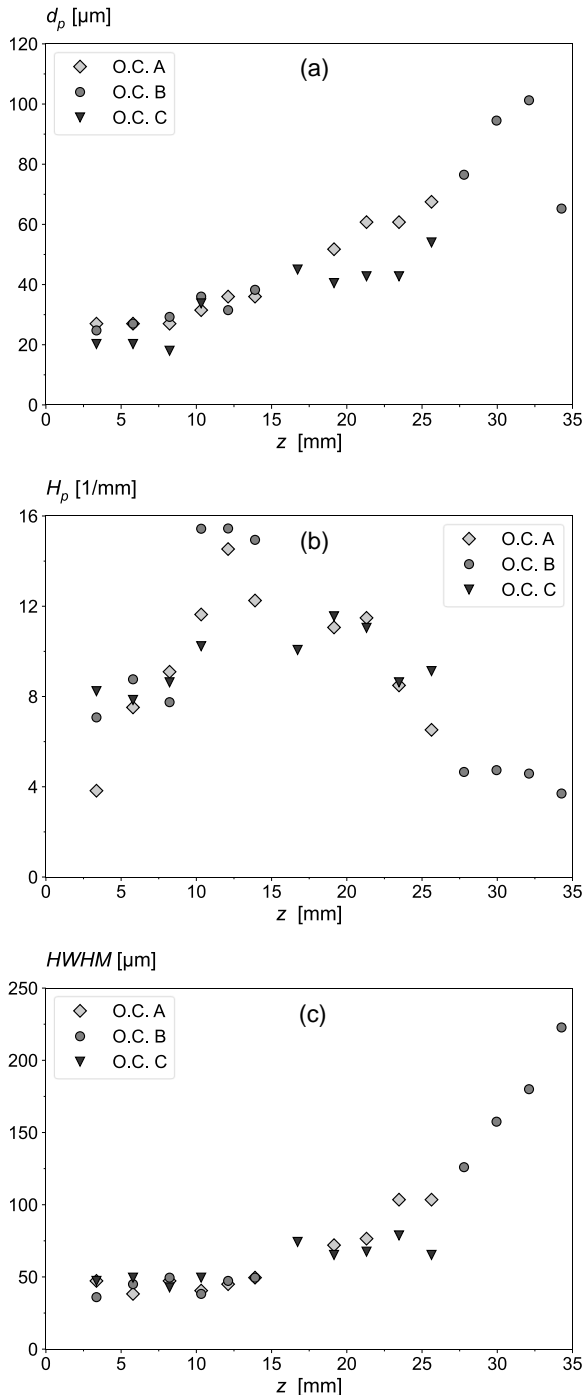 d_p [µm]
120
100
80
60
40
20
0
O.C. A
O.C. B
O.C. C
(a)
0 5 10 15 20 25 30 35
z [mm]
H_p [1/mm]
16
12
8
4
0
(b)
O.C. A
O.C. B
O.C. C
0 5 10 15 20 25 30 35
z [mm]
HWHM [µm]
250
200
150
100
50
0
O.C. A
O.C. B
O.C. C
(c)
0 5 10 15 20 25 30 35
z [mm]